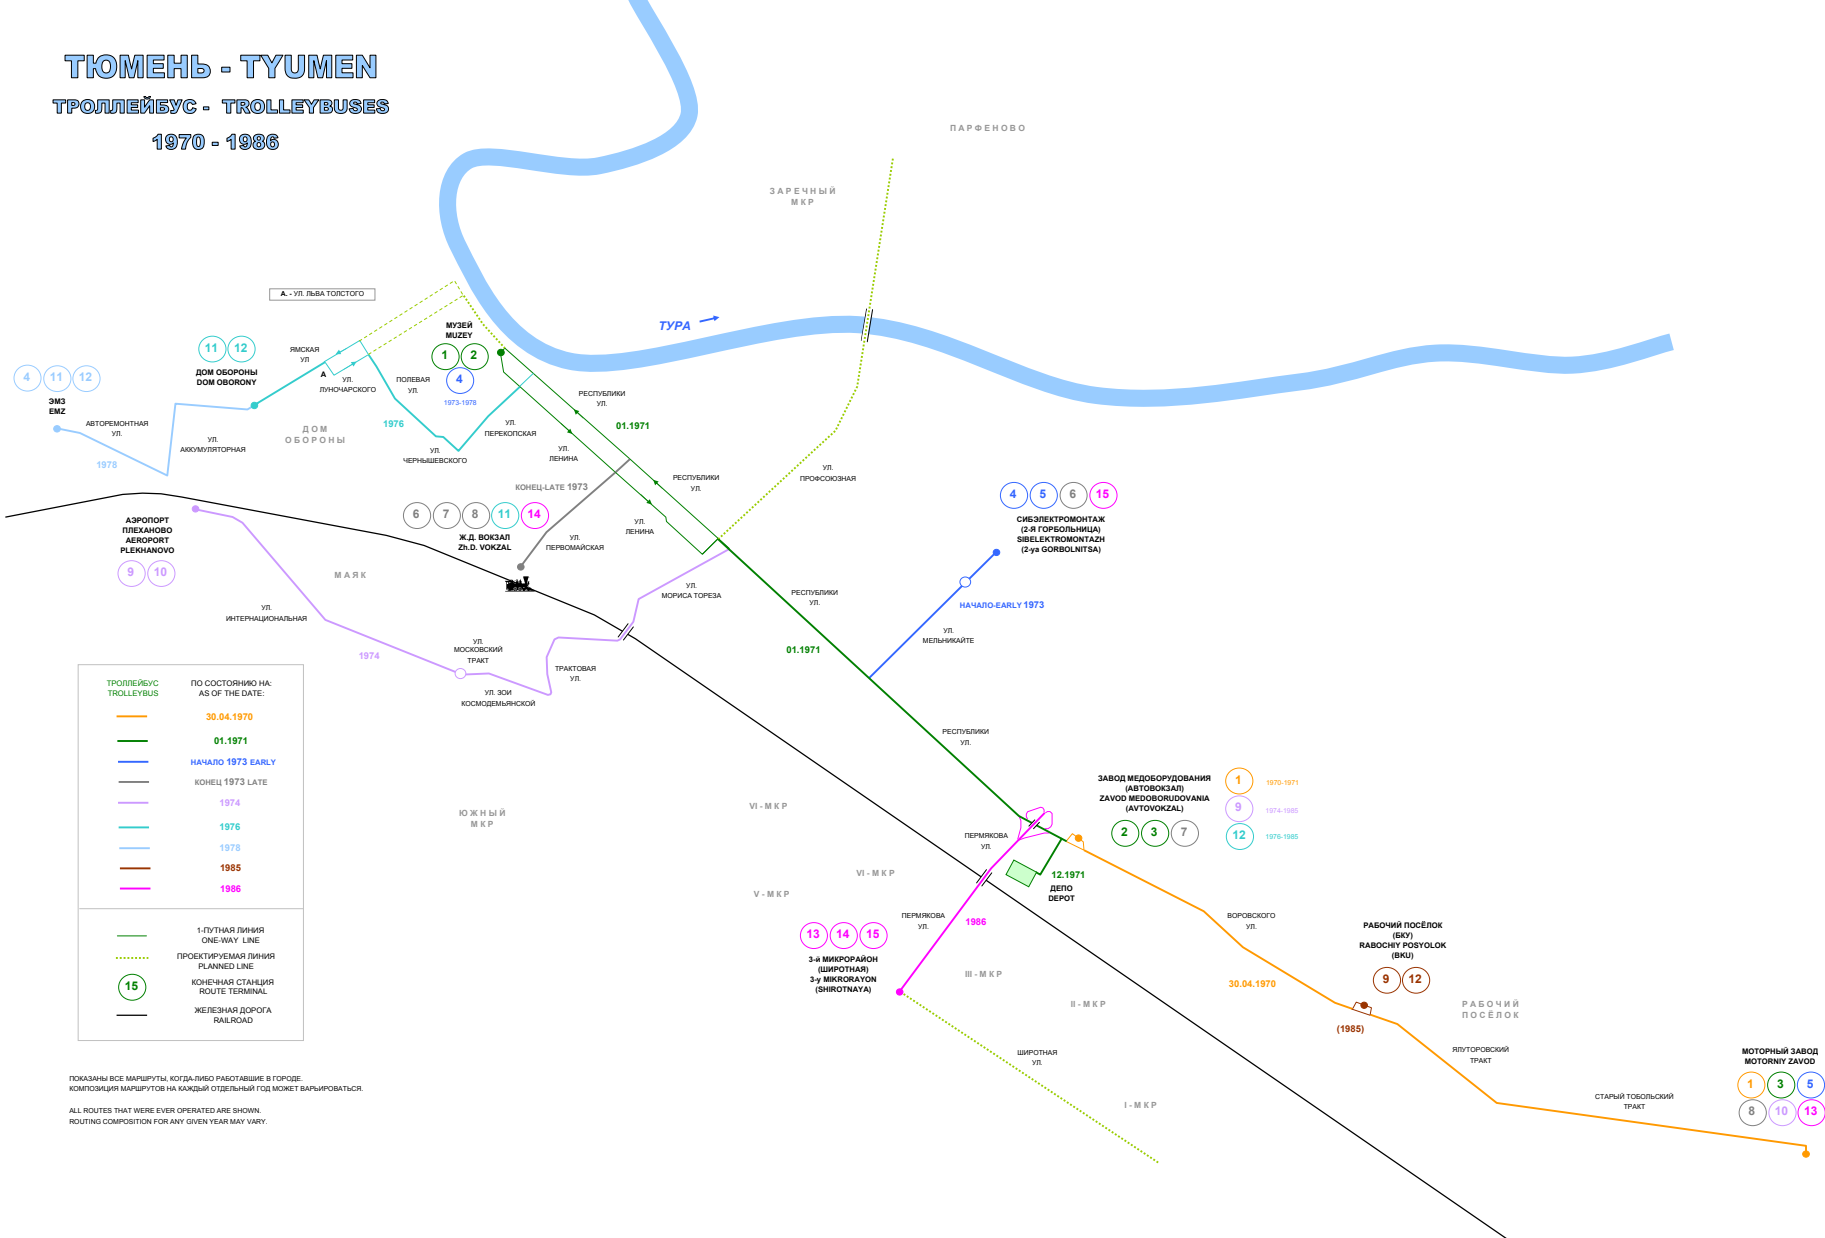 ТЮМЕНЬ - TYUMEN
ТРОЛЛЕЙБУС - TROLLEYBUSES
1970 - 1986
ПАРФЕНОВО
ЗАРЕЧНЫЙ
МКР
А. - УЛ. ЛЬВА ТОЛСТОГО
ТУРА
МУЗЕЙ
MUZEY
1 2
4
1973-1978
11 12
ДОМ ОБОРОНЫ
DOM OBORONY
ЯМСКАЯ
УЛ
А
УЛ.
ЛУНОЧАРСКОГО
ПОЛЕВАЯ
УЛ.
4 11 12
ЭМЗ
EMZ
АВТОРЕМОНТНАЯ
УЛ.
1978
УЛ.
АККУМУЛЯТОРНАЯ
ДОМ
ОБОРОНЫ
1976
УЛ.
ПЕРЕКОПСКАЯ
УЛ.
ЧЕРНЫШЕВСКОГО
РЕСПУБЛИКИ
УЛ.
01.1971
УЛ.
ЛЕНИНА
КОНЕЦ-LATE 1973
РЕСПУБЛИКИ
УЛ.
УЛ.
ПРОФСОЮЗНАЯ
6 7 8 11 14
Ж.Д. ВОКЗАЛ
Zh.D. VOKZAL
УЛ.
ПЕРВОМАЙСКАЯ
УЛ.
ЛЕНИНА
4 5 6 15
СИБЭЛЕКТРОМОНТАЖ
(2-Я ГОРБОЛЬНИЦА)
SIBELEKTROMONTAZH
(2-ya GORBOLNITSA)
АЭРОПОРТ
ПЛЕХАНОВО
AEROPORT
PLEKHANOVO
9 10
МАЯК
УЛ.
ИНТЕРНАЦИОНАЛЬНАЯ
1974
УЛ.
МОСКОВСКИЙ
ТРАКТ
УЛ. ЗОИ
КОСМОДЕМЬЯНСКОЙ
ТРАКТОВАЯ
УЛ.
УЛ.
МОРИСА ТОРЕЗА
РЕСПУБЛИКИ
УЛ.
01.1971
НАЧАЛО-EARLY 1973
УЛ.
МЕЛЬНИКАЙТЕ
РЕСПУБЛИКИ
УЛ.
ТРОЛЛЕЙБУС
TROLLEYBUS
ПО СОСТОЯНИЮ НА:
AS OF THE DATE:
30.04.1970
01.1971
НАЧАЛО 1973 EARLY
КОНЕЦ 1973 LATE
1974
1976
1978
1985
1986
1-ПУТНАЯ ЛИНИЯ
ONE-WAY LINE
ПРОЕКТИРУЕМАЯ ЛИНИЯ
PLANNED LINE
15
КОНЕЧНАЯ СТАНЦИЯ
ROUTE TERMINAL
ЖЕЛЕЗНАЯ ДОРОГА
RAILROAD
ЮЖНЫЙ
МКР
VI - МКР
VI - МКР
V - МКР
ЗАВОД МЕДОБОРУДОВАНИЯ
(АВТОВОКЗАЛ)
ZAVOD MEDOBORUDOVANIA
(AVTOVOKZAL)
2 3 7
1 1970-1971
9 1974-1985
12 1976-1985
ПЕРМЯКОВА
УЛ.
12.1971
ДЕПО
DEPOT
ПЕРМЯКОВА
УЛ.
1986
13 14 15
3-й МИКРОРАЙОН
(ШИРОТНАЯ)
3-y MIKRORAYON
(SHIROTNAYA)
III - МКР
II - МКР
I - МКР
ШИРОТНАЯ
УЛ.
ВОРОВСКОГО
УЛ.
30.04.1970
РАБОЧИЙ ПОСЁЛОК
(БКУ)
RABOCHIY POSYOLOK
(BKU)
9 12
(1985)
РАБОЧИЙ
ПОСЁЛОК
ЯЛУТОРОВСКИЙ
ТРАКТ
СТАРЫЙ ТОБОЛЬСКИЙ
ТРАКТ
МОТОРНЫЙ ЗАВОД
MOTORNIY ZAVOD
1 3 5
8 10 13
ПОКАЗАНЫ ВСЕ МАРШРУТЫ, КОГДА-ЛИБО РАБОТАВШИЕ В ГОРОДЕ.
КОМПОЗИЦИЯ МАРШРУТОВ НА КАЖДЫЙ ОТДЕЛЬНЫЙ ГОД МОЖЕТ ВАРЬИРОВАТЬСЯ.
ALL ROUTES THAT WERE EVER OPERATED ARE SHOWN.
ROUTING COMPOSITION FOR ANY GIVEN YEAR MAY VARY.